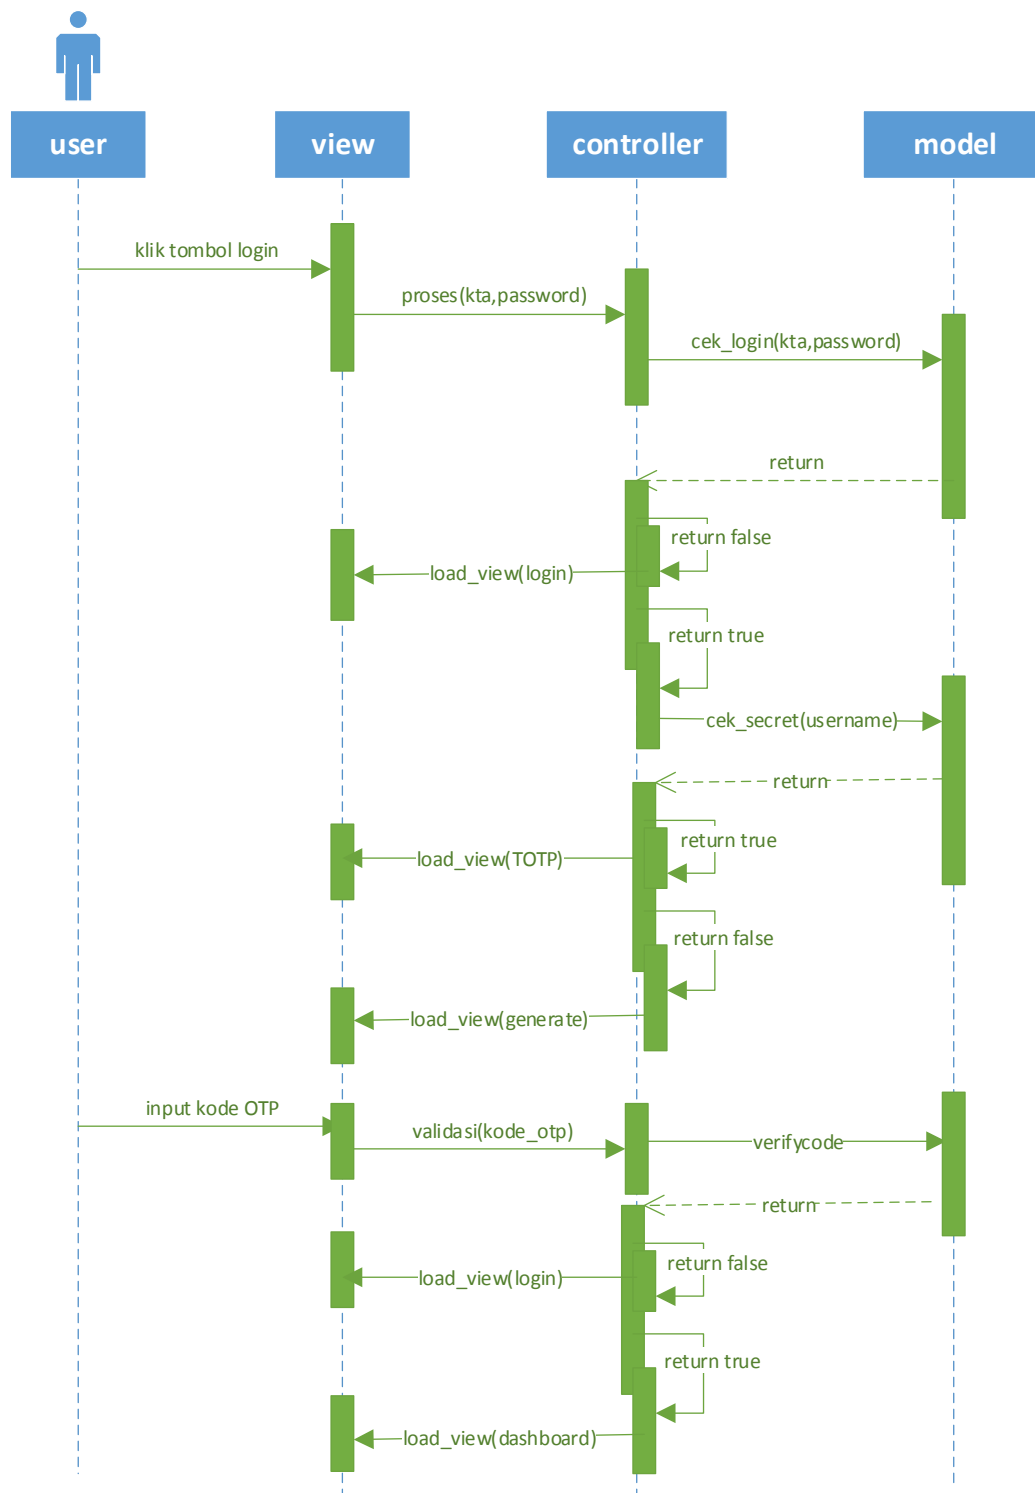 user
view
controller
model
klik tombol login
proses(kta,password)
cek_login(kta,password)
return
return false
load_view(login)
return true
cek_secret(username)
return
return true
load_view(TOTP)
return false
load_view(generate)
input kode OTP
validasi(kode_otp)
verifycode
return
return false
load_view(login)
return true
load_view(dashboard)